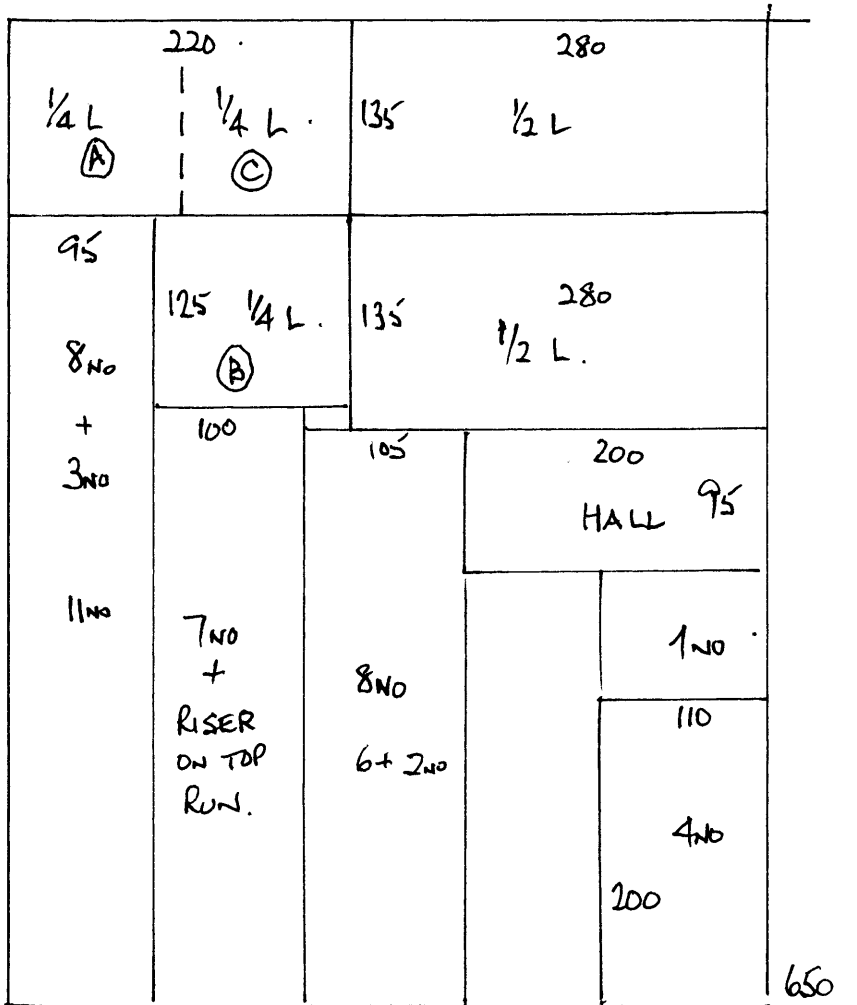 220
280
1/4 L
A
1/4 L.
C
135
1/2 L
95
8NO
+
3NO
11NO
125 1/4 L.
B
135
280
1/2 L.
100
7NO
+
RISER
ON TOP
RUN.
105
8NO
6+2NO
200
HALL 95
1NO
110
4NO
200
650